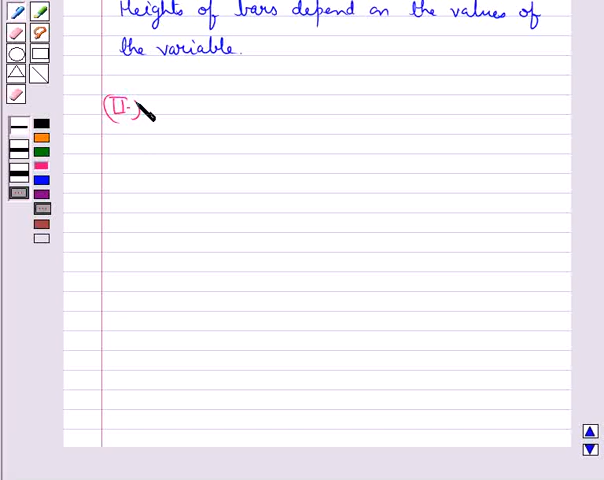 Heights of bars depend on the values of
the variable.
(II.)